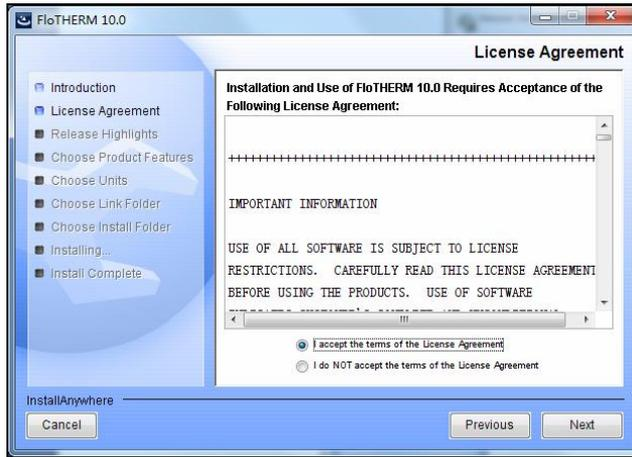 FloTHERM 10.0
License Agreement
Introduction
License Agreement
Release Highlights
Choose Product Features
Choose Units
Choose Link Folder
Choose Install Folder
Installing...
Install Complete
Installation and Use of FloTHERM 10.0 Requires Acceptance of the
Following License Agreement:
++++++++++++++++++++++++++++++++++++++++++++++++++++
IMPORTANT INFORMATION
USE OF ALL SOFTWARE IS SUBJECT TO LICENSE
RESTRICTIONS. CAREFULLY READ THIS LICENSE AGREEMENT
BEFORE USING THE PRODUCTS. USE OF SOFTWARE
I accept the terms of the License Agreement
I do NOT accept the terms of the License Agreement
InstallAnywhere
Cancel
Previous
Next